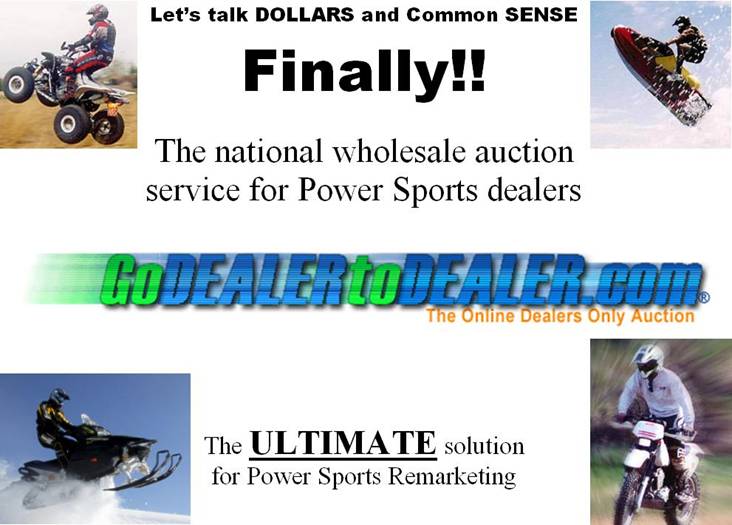 Let's talk DOLLARS and Common SENSE
Finally!!
The national wholesale auction
service for Power Sports dealers
GoDEALERtoDEALER.com®
The Online Dealers Only Auction
The ULTIMATE solution
for Power Sports Remarketing